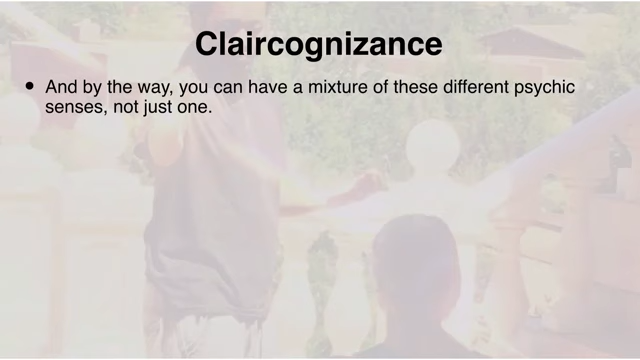 Claircognizance
• And by the way, you can have a mixture of these different psychic
senses, not just one.